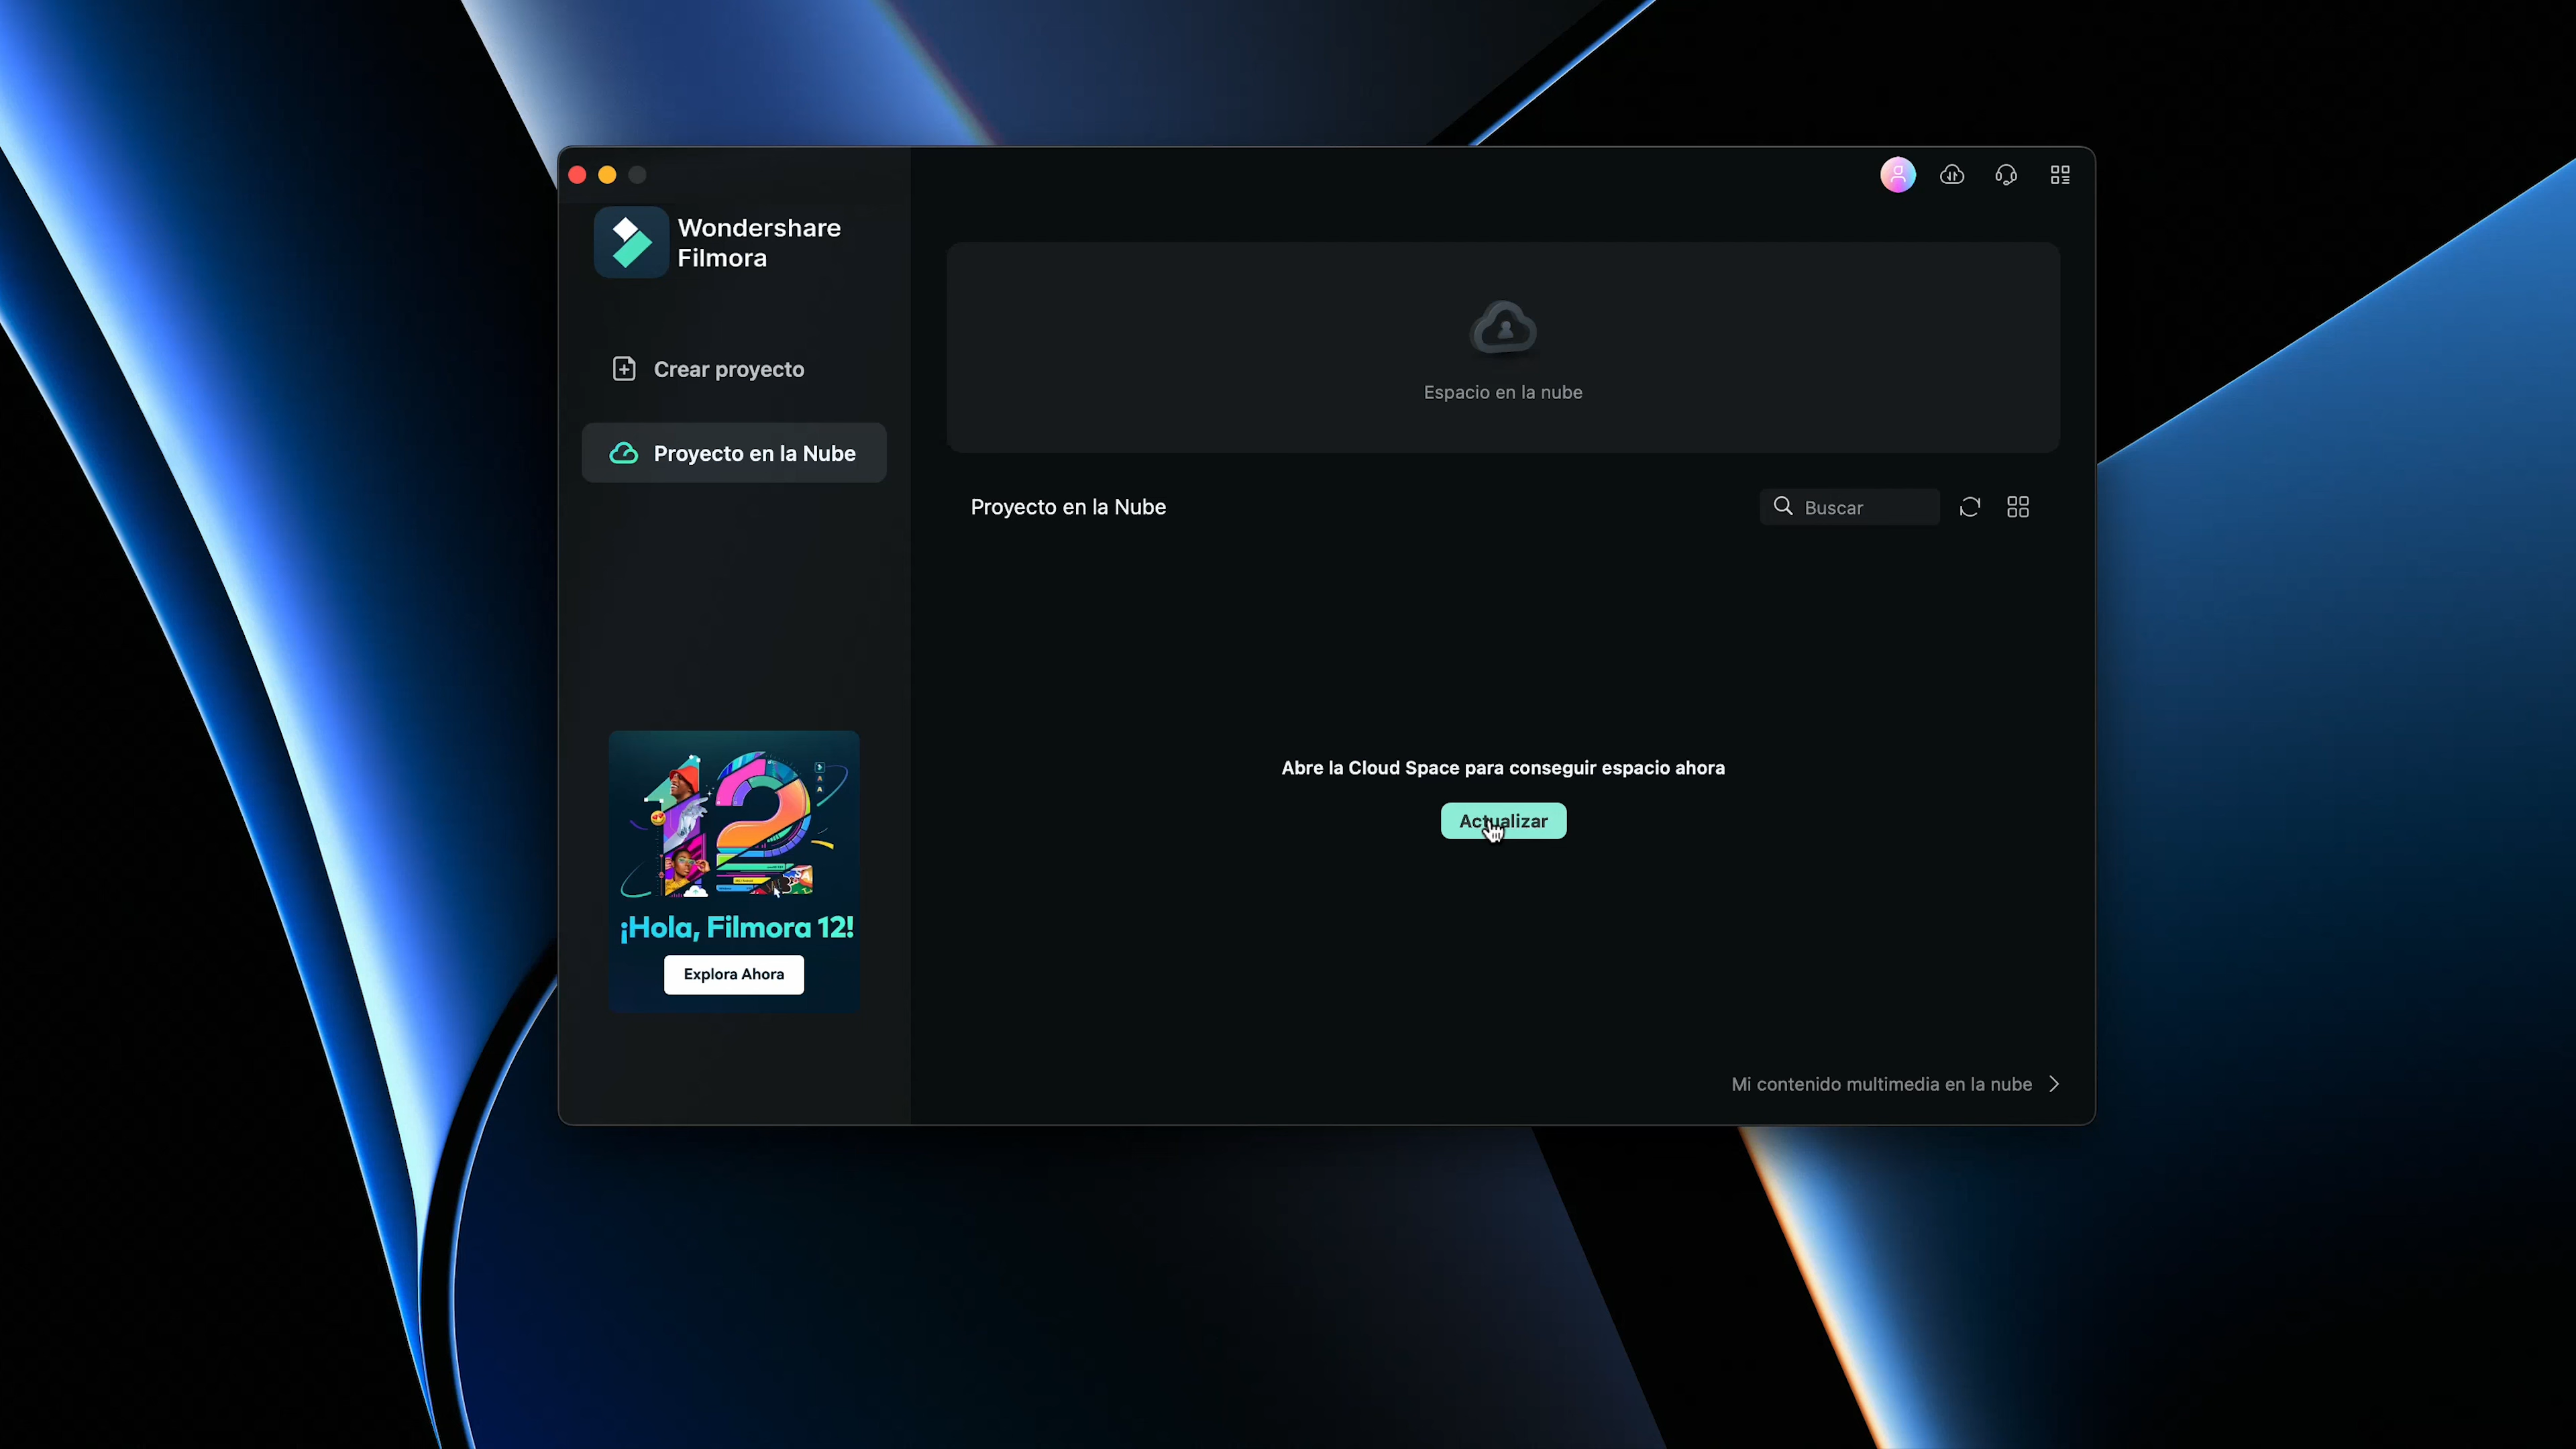 Wondershare
Filmora
Crear proyecto
Proyecto en la Nube
Espacio en la nube
Proyecto en la Nube
Buscar
Abre la Cloud Space para conseguir espacio ahora
Actualizar
12
¡Hola, Filmora 12!
Explora Ahora
Mi contenido multimedia en la nube